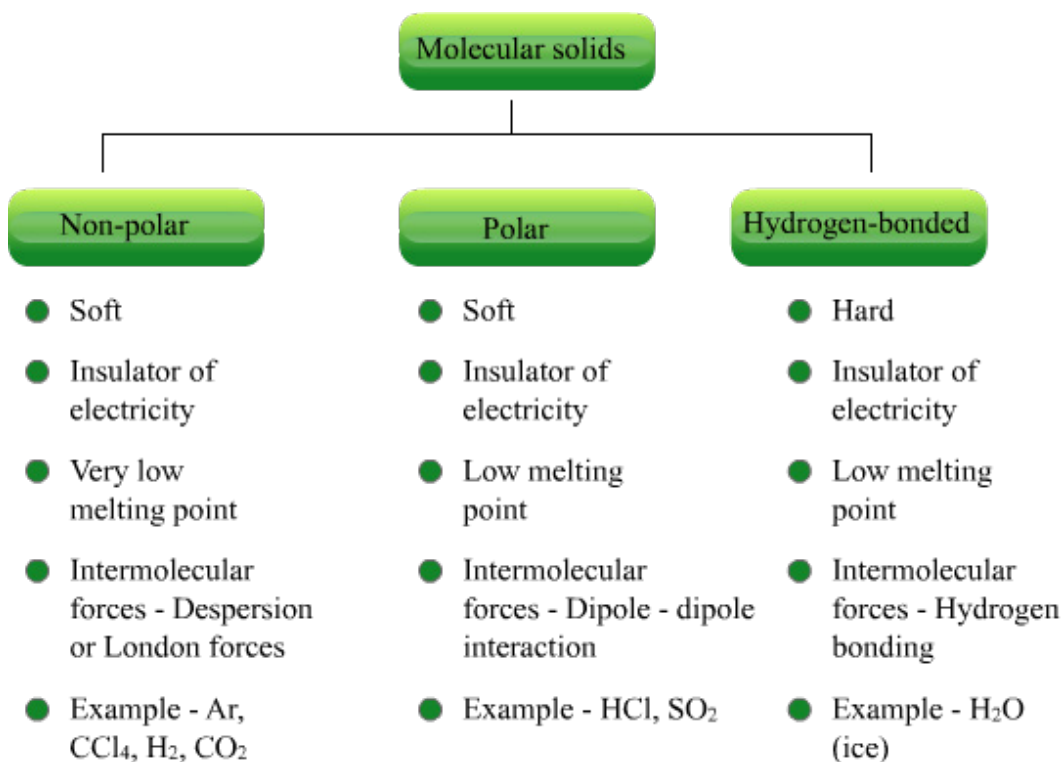 Molecular solids
Non-polar
Soft
Insulator of
electricity
Very low
melting point
Intermolecular
forces - Despersion
or London forces
Example - Ar,
CCl₄, H₂, CO₂
Polar
Soft
Insulator of
electricity
Low melting
point
Intermolecular
forces - Dipole - dipole
interaction
Example - HCl, SO₂
Hydrogen-bonded
Hard
Insulator of
electricity
Low melting
point
Intermolecular
forces - Hydrogen
bonding
Example - H₂O
(ice)